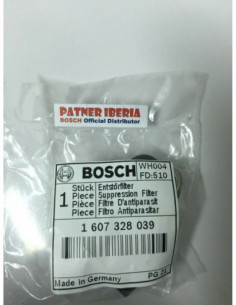 PATNER IBERIA
BOSCH Official Distributor
BOSCH
WH004
FD:510
1
Stück Entstörfilter
Piece Suppression Filter
Pièce Filtre D'antiparasit
Pieza Filtro Antiparasitar
1 607 328 039
Made in Germany